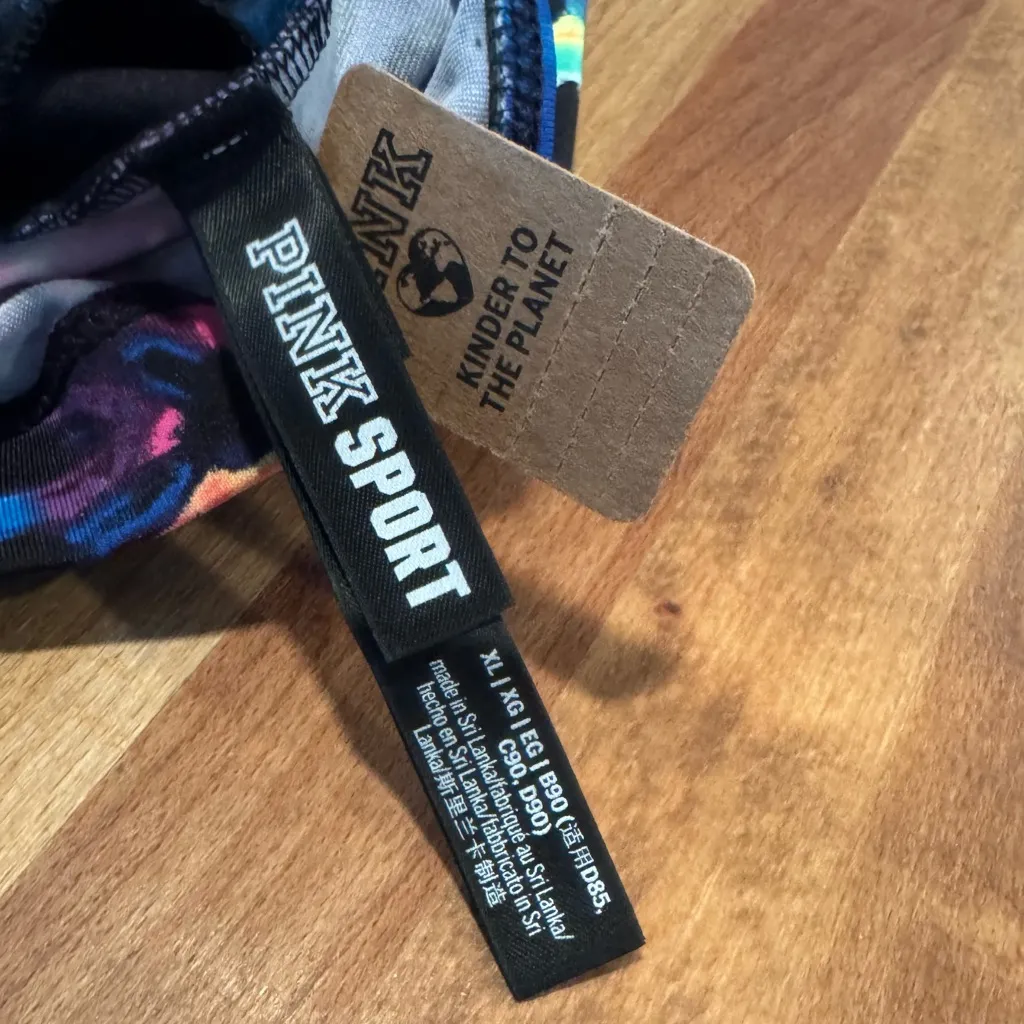 PINK SPORT
PINK
KINDER TO
THE PLANET
XL | XG | EG | B90 (适用D85,
C90, D90)
made in Sri Lanka/fabriqué au Sri Lanka/
hecho en Sri Lanka/fabbricato in Sri
Lanka/斯里兰卡制造